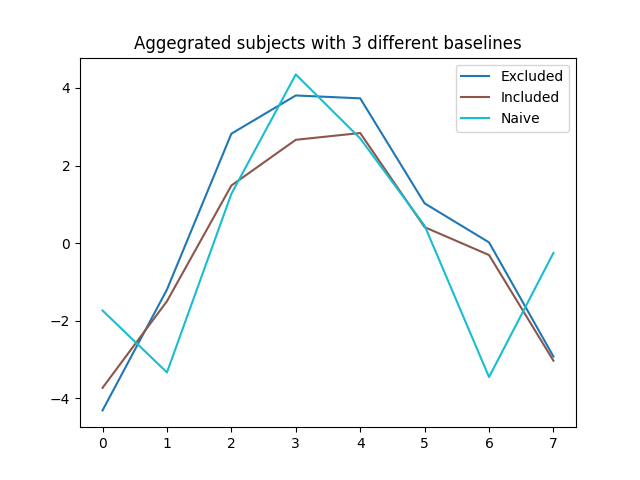 Aggegrated subjects with 3 different baselines
Excluded
Included
Naive
4
2
0
−2
−4
0 1 2 3 4 5 6 7